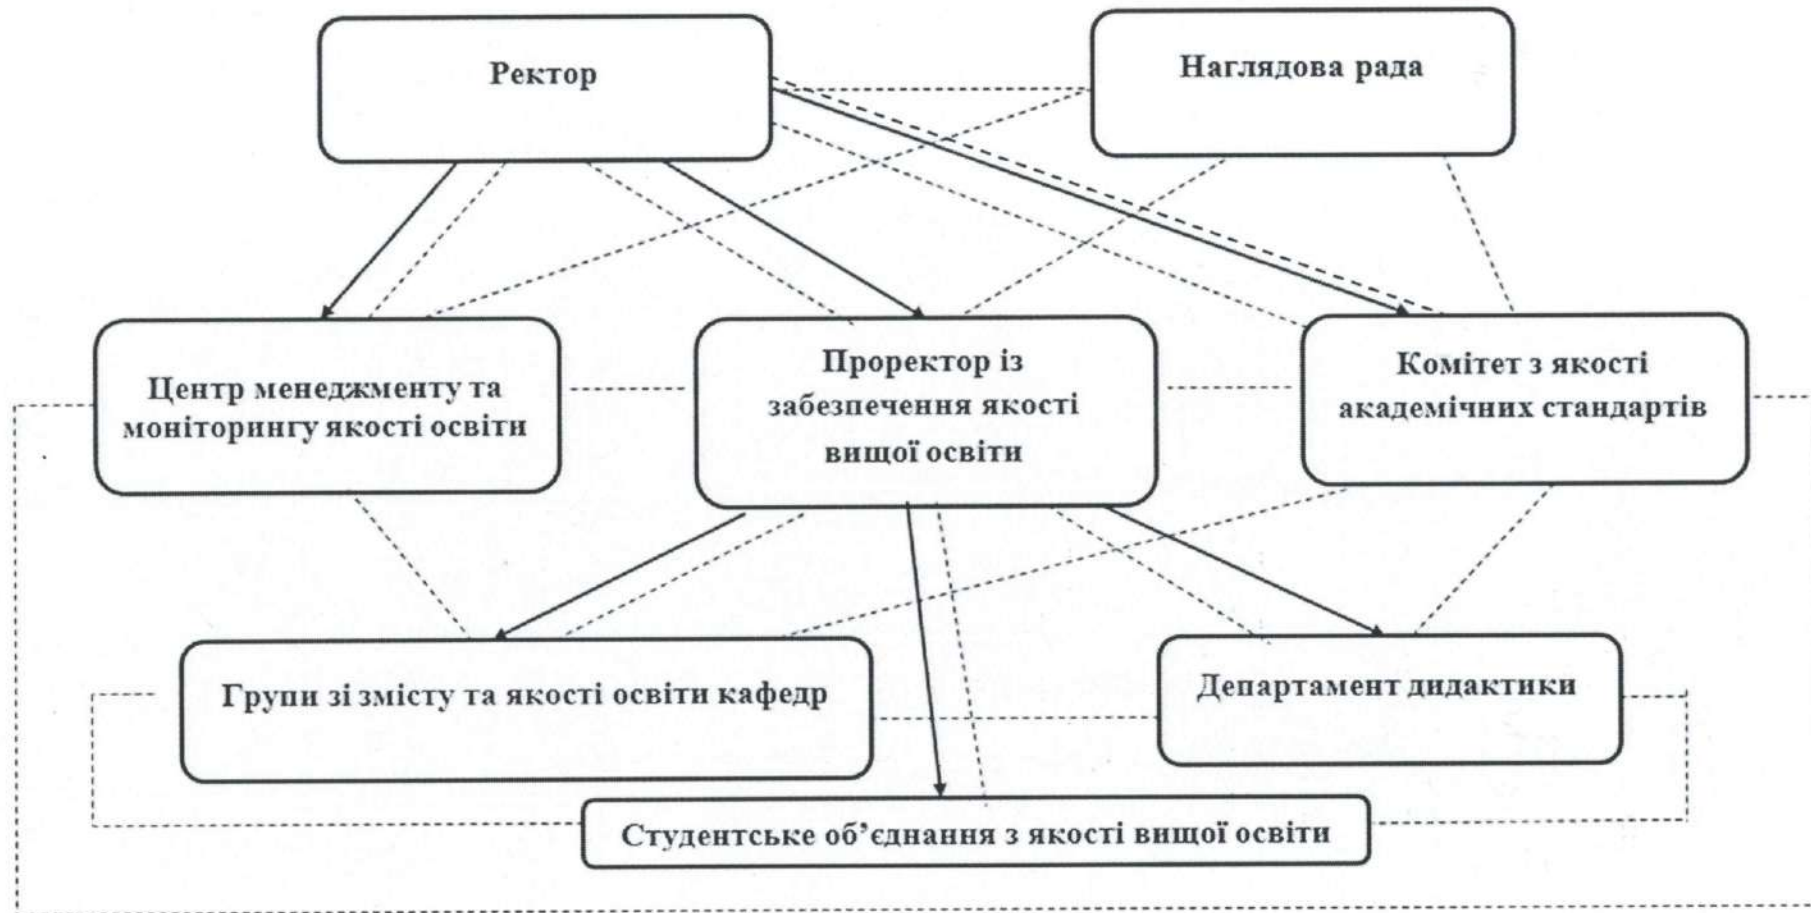 Ректор
Наглядова рада
Центр менеджменту та
моніторингу якості освіти
Проректор із
забезпечення якості
вищої освіти
Комітет з якості
академічних стандартів
Групи зі змісту та якості освіти кафедр
Департамент дидактики
Студентське об’єднання з якості вищої освіти